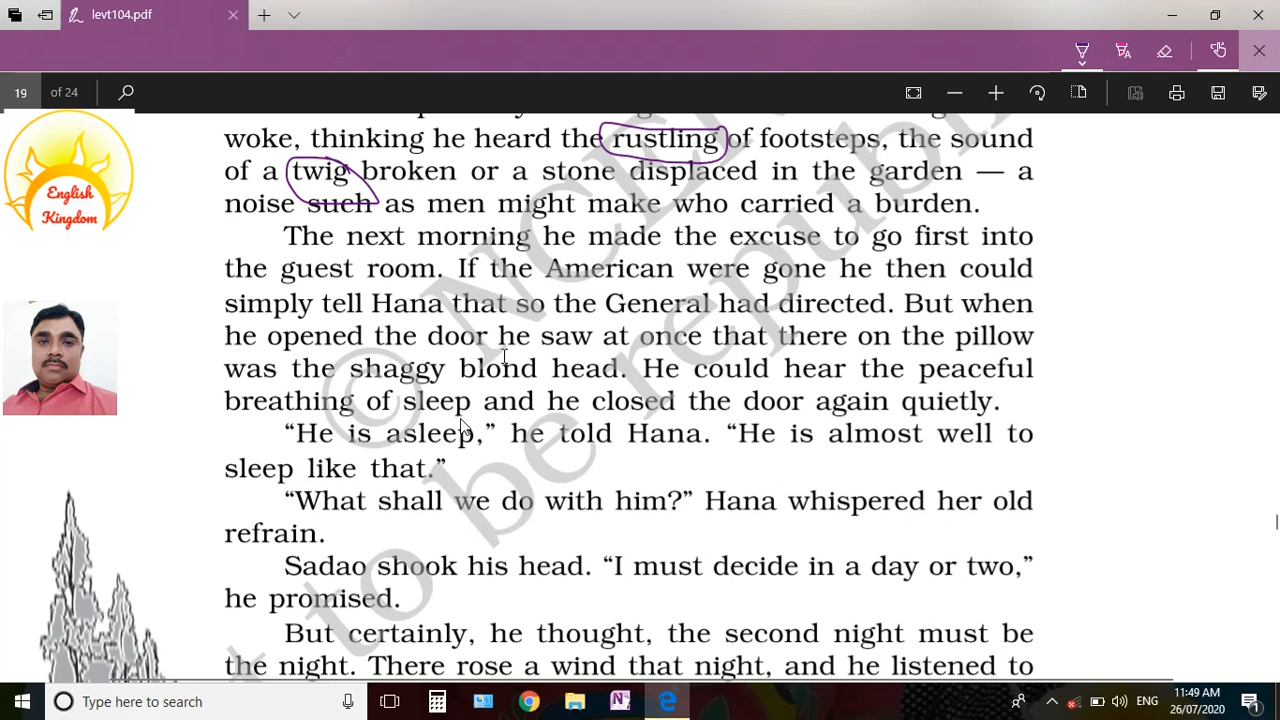 levt104.pdf
19 of 24
English
Kingdom
woke, thinking he heard the rustling of footsteps, the sound
of a twig broken or a stone displaced in the garden — a
noise such as men might make who carried a burden.
The next morning he made the excuse to go first into
the guest room. If the American were gone he then could
simply tell Hana that so the General had directed. But when
he opened the door he saw at once that there on the pillow
was the shaggy blond head. He could hear the peaceful
breathing of sleep and he closed the door again quietly.
“He is asleep,” he told Hana. “He is almost well to
sleep like that.”
“What shall we do with him?” Hana whispered her old
refrain.
Sadao shook his head. “I must decide in a day or two,”
he promised.
But certainly, he thought, the second night must be
the night. There rose a wind that night, and he listened to
Type here to search
ENG
11:49 AM
26/07/2020